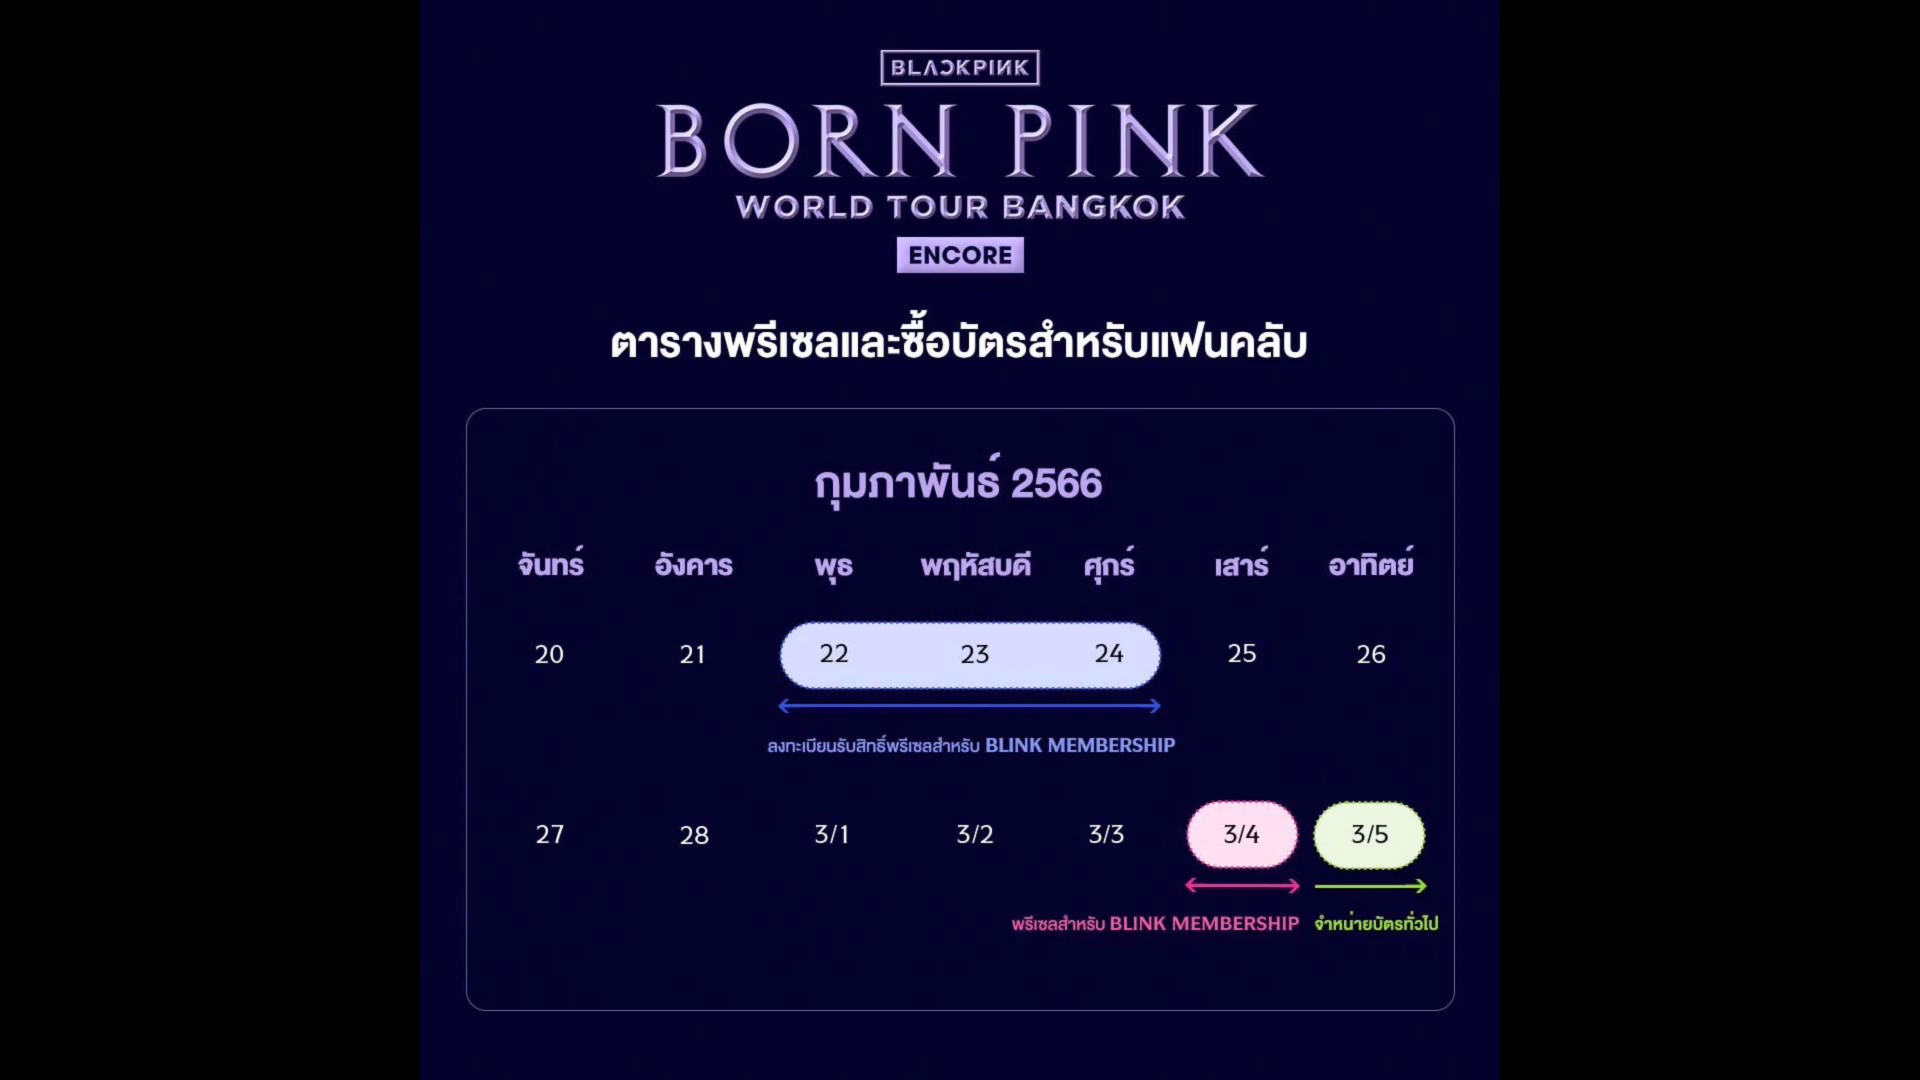 BLACKPINK
BORN PINK
WORLD TOUR BANGKOK
ENCORE
ตารางพรีเซลและซื้อบัตรสำหรับแฟนคลับ
กุมภาพันธ์ 2566
จันทร์ อังคาร พุธ พฤหัสบดี ศุกร์ เสาร์ อาทิตย์
20 21 22 23 24 25 26
ลงทะเบียนรับสิทธิ์พรีเซลสำหรับ BLINK MEMBERSHIP
27 28 3/1 3/2 3/3 3/4 3/5
พรีเซลสำหรับ BLINK MEMBERSHIP จำหน่ายบัตรทั่วไป